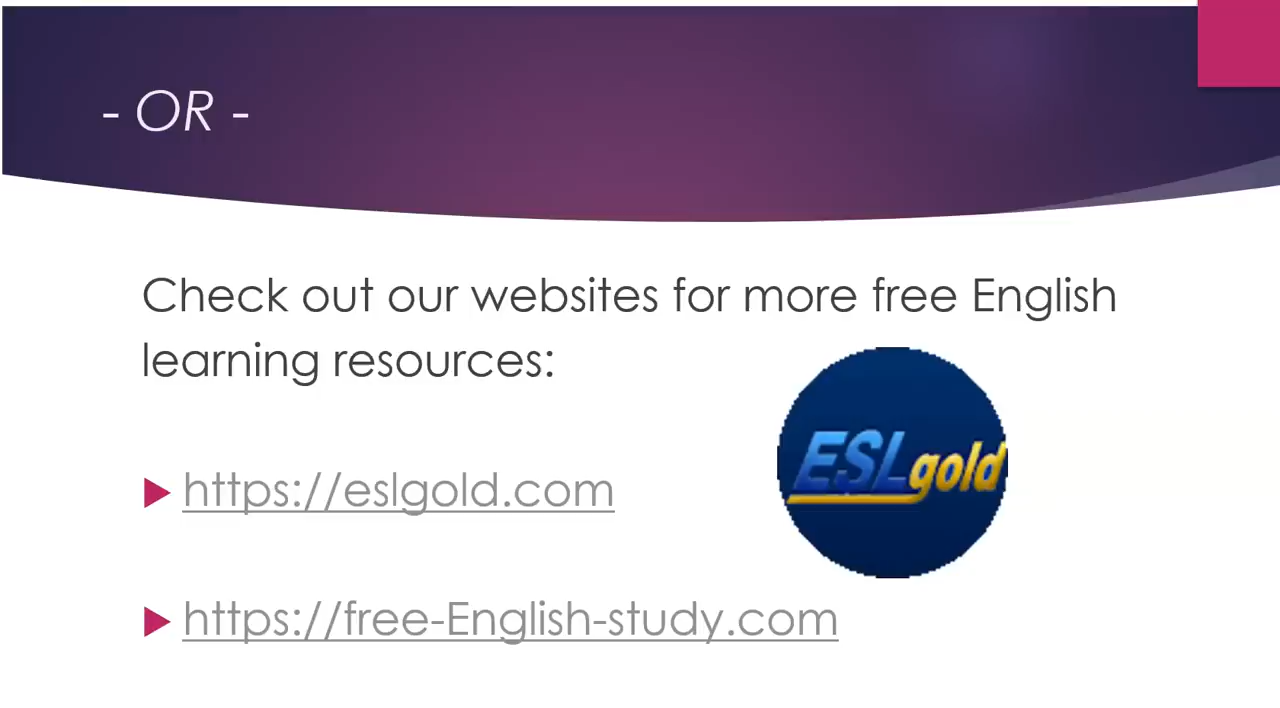 - OR -
Check out our websites for more free English
learning resources:
https://eslgold.com
ESLgold
https://free-English-study.com